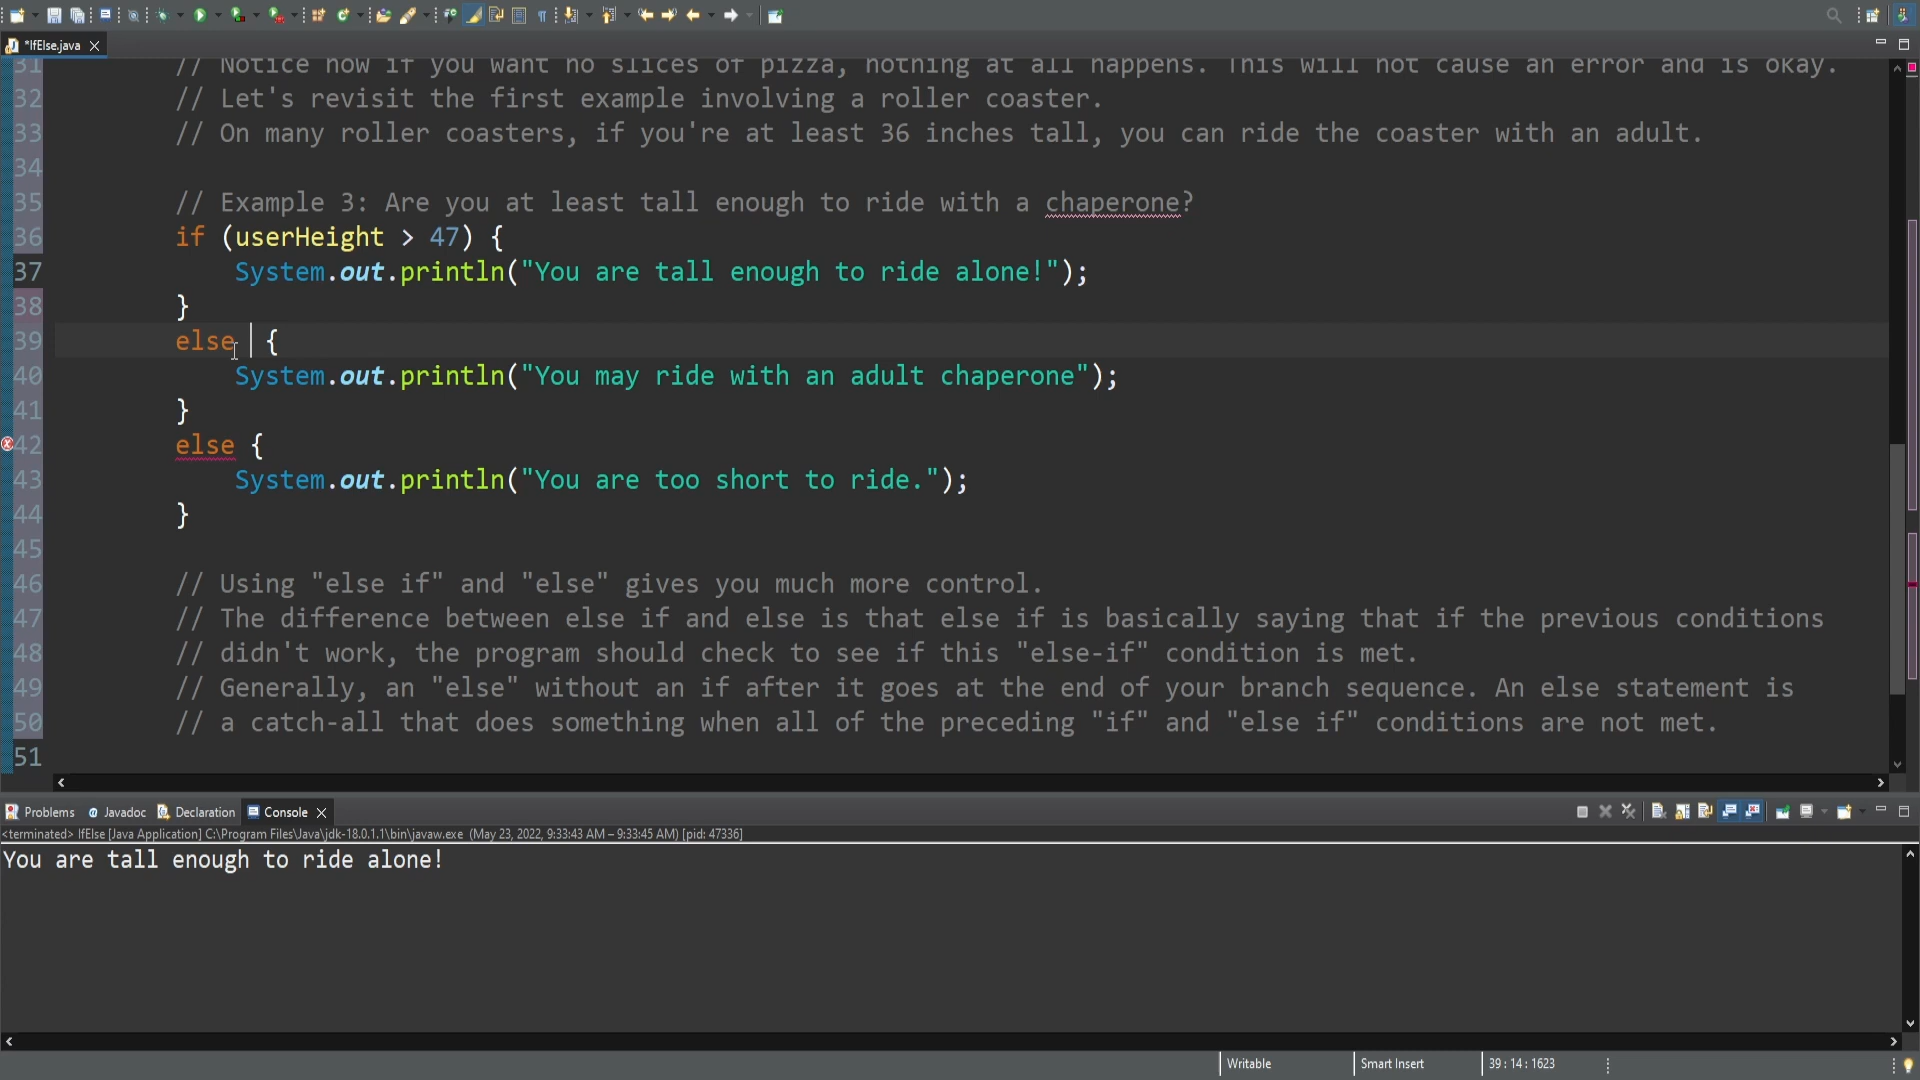 *IfElse.java
31 // Notice how if you want no slices of pizza, nothing at all happens. This will not cause an error and is okay.
32 // Let's revisit the first example involving a roller coaster.
33 // On many roller coasters, if you're at least 36 inches tall, you can ride the coaster with an adult.
34
35 // Example 3: Are you at least tall enough to ride with a chaperone?
36 if (userHeight > 47) {
37 System.out.println("You are tall enough to ride alone!");
38 }
39 else {
40 System.out.println("You may ride with an adult chaperone");
41 }
42 else {
43 System.out.println("You are too short to ride.");
44 }
45
46 // Using "else if" and "else" gives you much more control.
47 // The difference between else if and else is that else if is basically saying that if the previous conditions
48 // didn't work, the program should check to see if this "else-if" condition is met.
49 // Generally, an "else" without an if after it goes at the end of your branch sequence. An else statement is
50 // a catch-all that does something when all of the preceding "if" and "else if" conditions are not met.
51
Problems Javadoc Declaration Console
<terminated> IfElse [Java Application] C:\Program Files\Java\jdk-18.0.1.1\bin\javaw.exe (May 23, 2022, 9:33:43 AM – 9:33:45 AM) [pid: 47336]
You are tall enough to ride alone!
Writable Smart Insert 39 : 14 : 1623